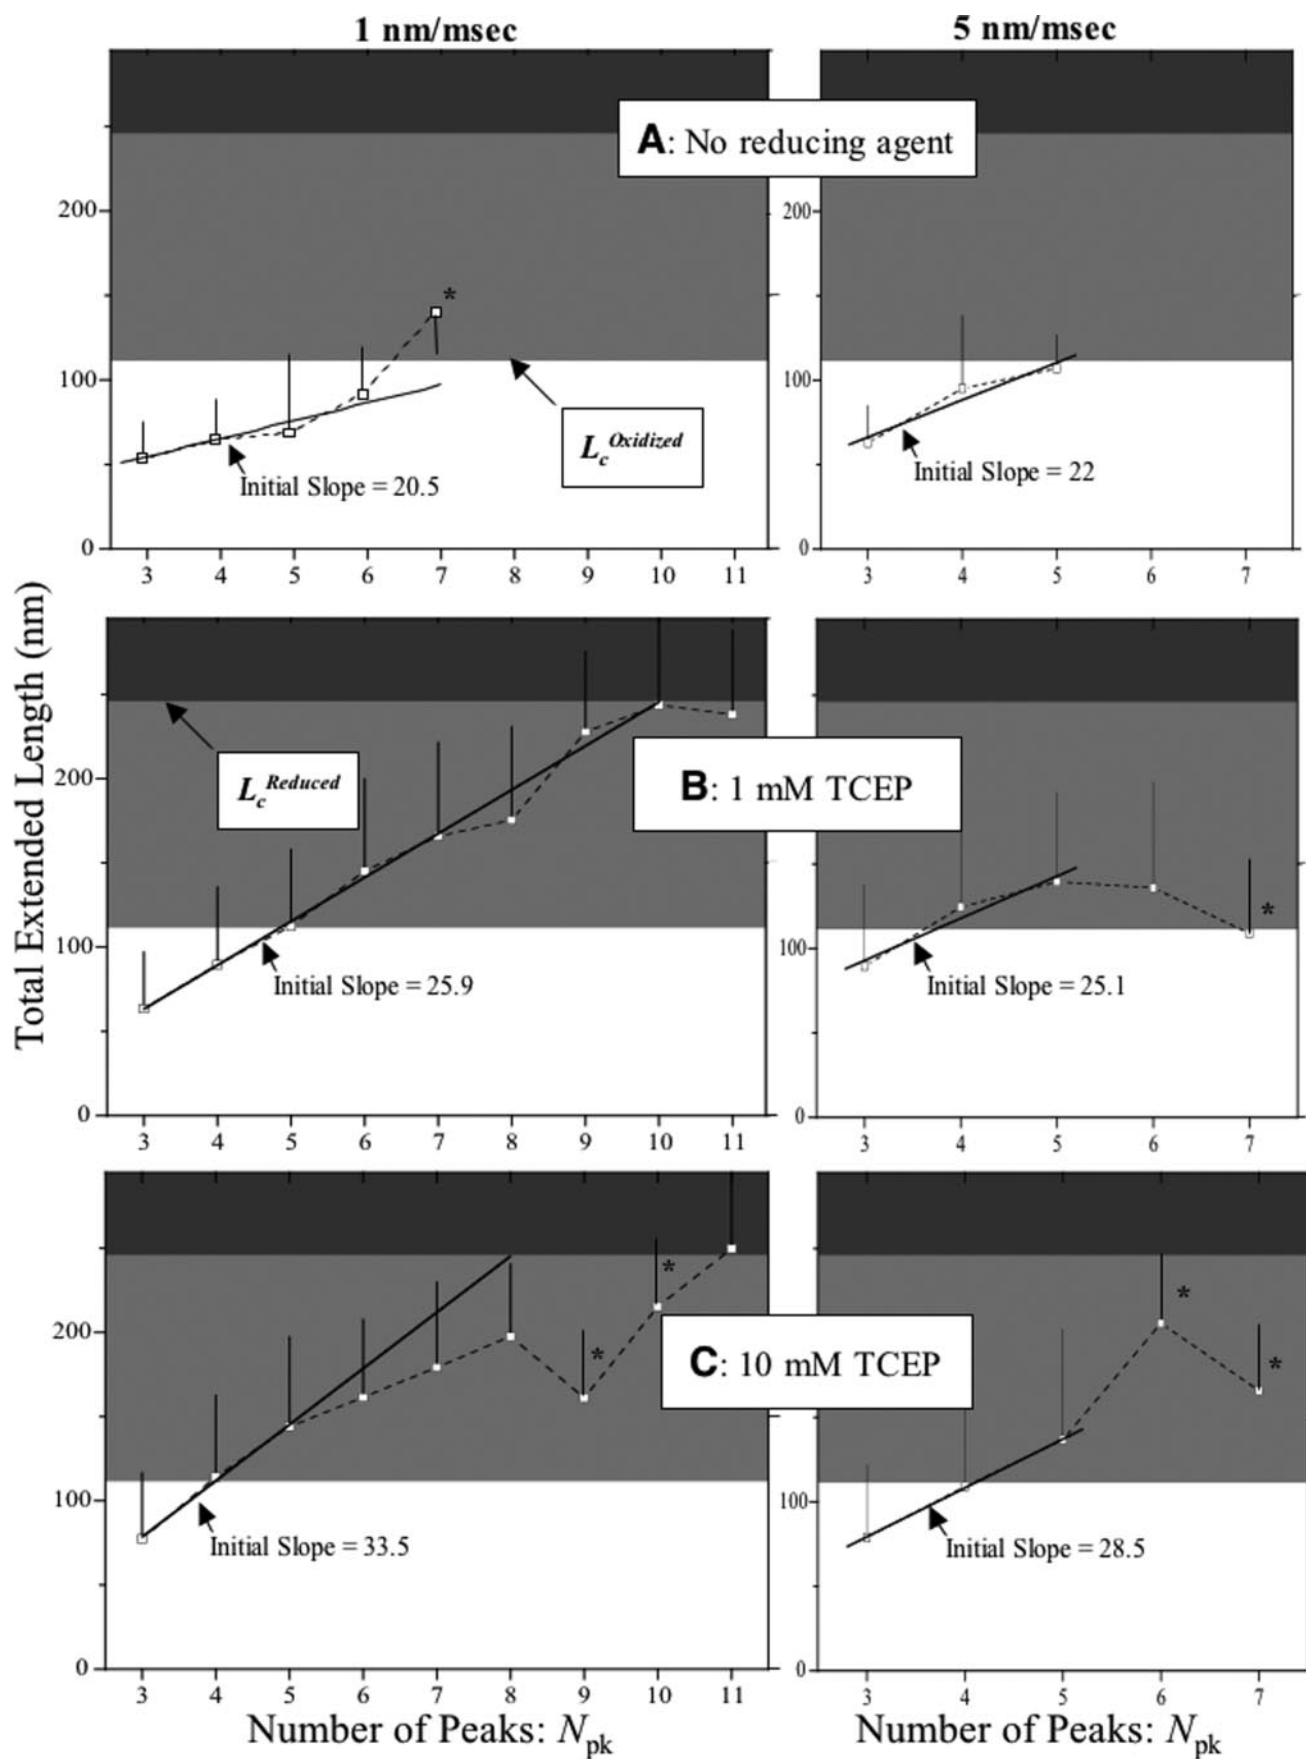 1 nm/msec
5 nm/msec
A: No reducing agent
200
100
0
*
Initial Slope = 20.5
L_c^Oxidized
3 4 5 6 7 8 9 10 11
200
100
0
Initial Slope = 22
3 4 5 6 7
Total Extended Length (nm)
B: 1 mM TCEP
L_c^Reduced
200
100
0
Initial Slope = 25.9
3 4 5 6 7 8 9 10 11
100
0
*
Initial Slope = 25.1
3 4 5 6 7
C: 10 mM TCEP
200
100
0
*
*
Initial Slope = 33.5
3 4 5 6 7 8 9 10 11
100
0
*
*
Initial Slope = 28.5
3 4 5 6 7
Number of Peaks: N_pk
Number of Peaks: N_pk